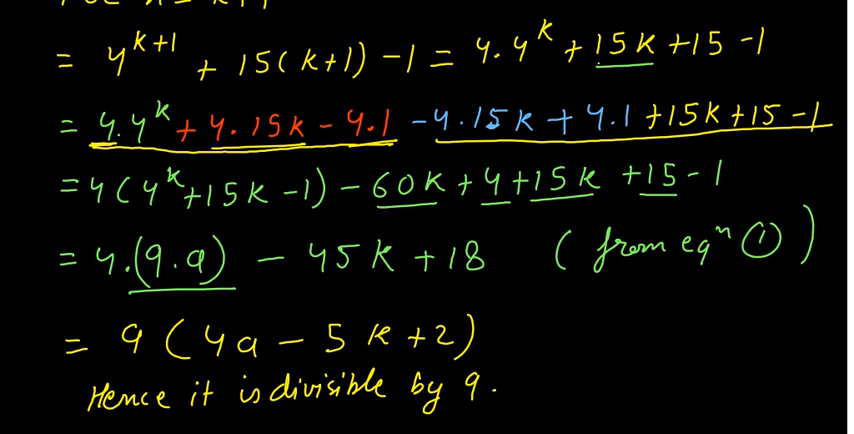 = 4^{k+1} + 15(k+1) - 1 = 4.4^k + 15k + 15 - 1
= 4.4^k + 4.15k - 4.1 - 4.15k + 4.1 + 15k + 15 - 1
= 4(4^k + 15k - 1) - 60k + 4 + 15k + 15 - 1
= 4.(9.a) - 45k + 18 (from eqⁿ ①)
= 9(4a - 5k + 2)
Hence it is divisible by 9.